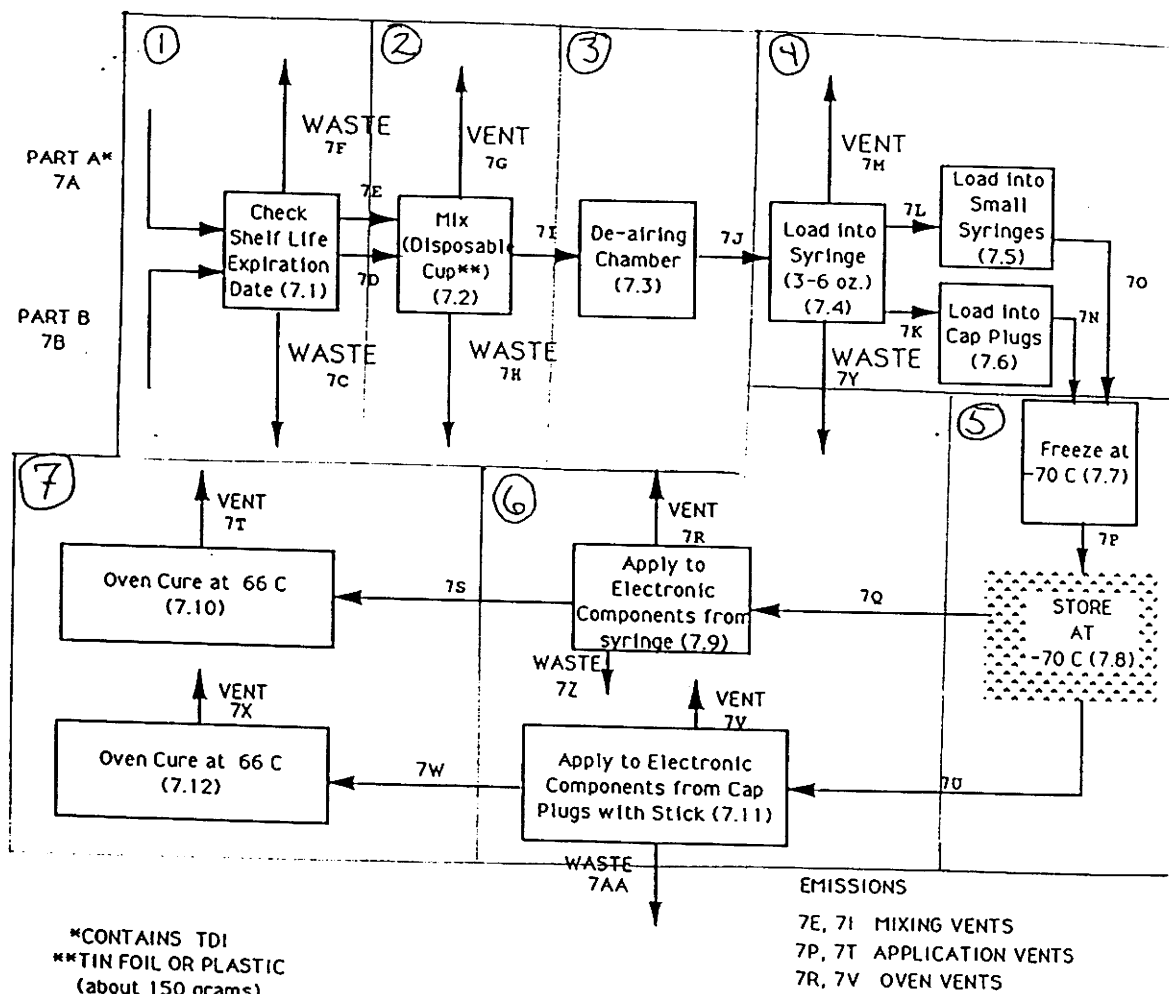 1
2
3
4
WASTE
7F
VENT
7G
VENT
7M
PART A*
7A
7E
Check
Shelf Life
Expiration
Date (7.1)
7D
Mix
(Disposable
Cup**)
(7.2)
7I
De-airing
Chamber
(7.3)
7J
Load into
Syringe
(3-6 oz.)
(7.4)
7L
Load into
Small
Syringes
(7.5)
7O
7K
Load into
Cap Plugs
(7.6)
7N
PART B
7B
WASTE
7C
WASTE
7H
WASTE
7Y
5
Freeze at
-70 C (7.7)
7P
STORE
AT
-70 C (7.8)
7
VENT
7T
6
VENT
7R
Oven Cure at 66 C
(7.10)
7S
Apply to
Electronic
Components from
syringe (7.9)
7Q
WASTE
7Z
VENT
7X
VENT
7V
Oven Cure at 66 C
(7.12)
7W
Apply to Electronic
Components from Cap
Plugs with Stick (7.11)
7U
WASTE
7AA
EMISSIONS
7E, 7I MIXING VENTS
7P, 7T APPLICATION VENTS
7R, 7V OVEN VENTS
*CONTAINS TDI
**TIN FOIL OR PLASTIC
(about 150 grams)